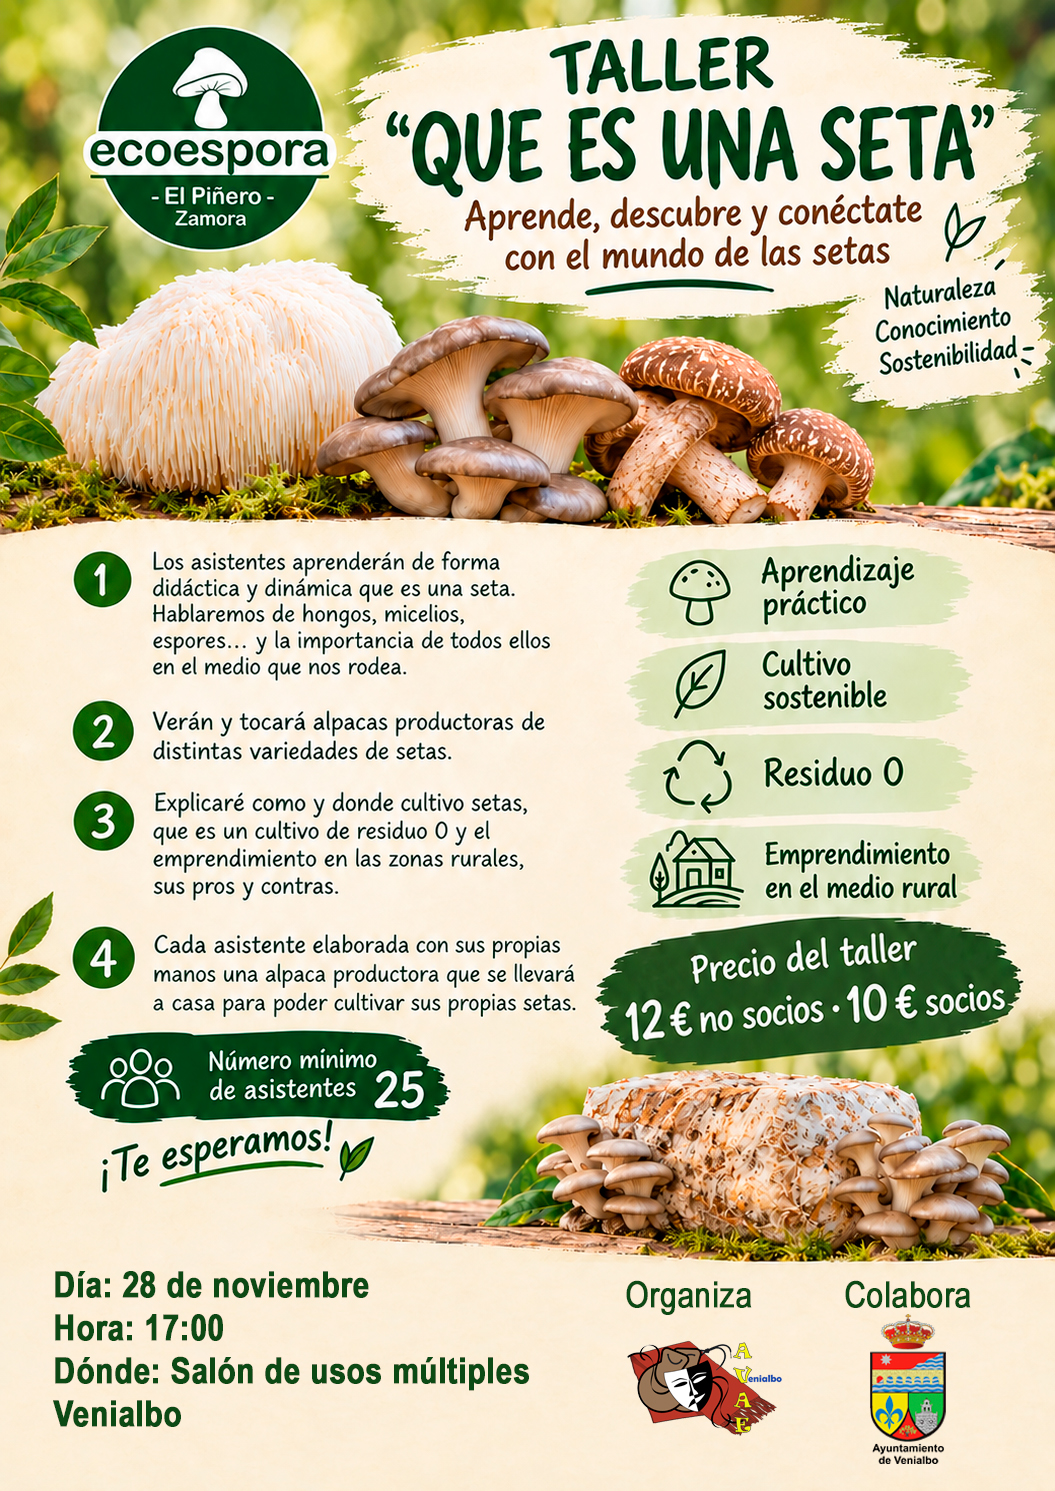 ecoespora
- El Piñero -
Zamora
TALLER
“QUE ES UNA SETA”
Aprende, descubre y conéctate
con el mundo de las setas
Naturaleza
Conocimiento
Sostenibilidad
1
Los asistentes aprenderán de forma
didáctica y dinámica que es una seta.
Hablaremos de hongos, micelios,
espores... y la importancia de todos ellos
en el medio que nos rodea.
2
Verán y tocará alpacas productoras de
distintas variedades de setas.
3
Explicaré como y donde cultivo setas,
que es un cultivo de residuo 0 y el
emprendimiento en las zonas rurales,
sus pros y contras.
4
Cada asistente elaborada con sus propias
manos una alpaca productora que se llevará
a casa para poder cultivar sus propias setas.
Número mínimo
de asistentes 25
¡Te esperamos!
Aprendizaje
práctico
Cultivo
sostenible
Residuo 0
Emprendimiento
en el medio rural
Precio del taller
12 € no socios · 10 € socios
Día: 28 de noviembre
Hora: 17:00
Dónde: Salón de usos múltiples
Venialbo
Organiza
A
Venialbo
A
E
Colabora
Ayuntamiento
de Venialbo